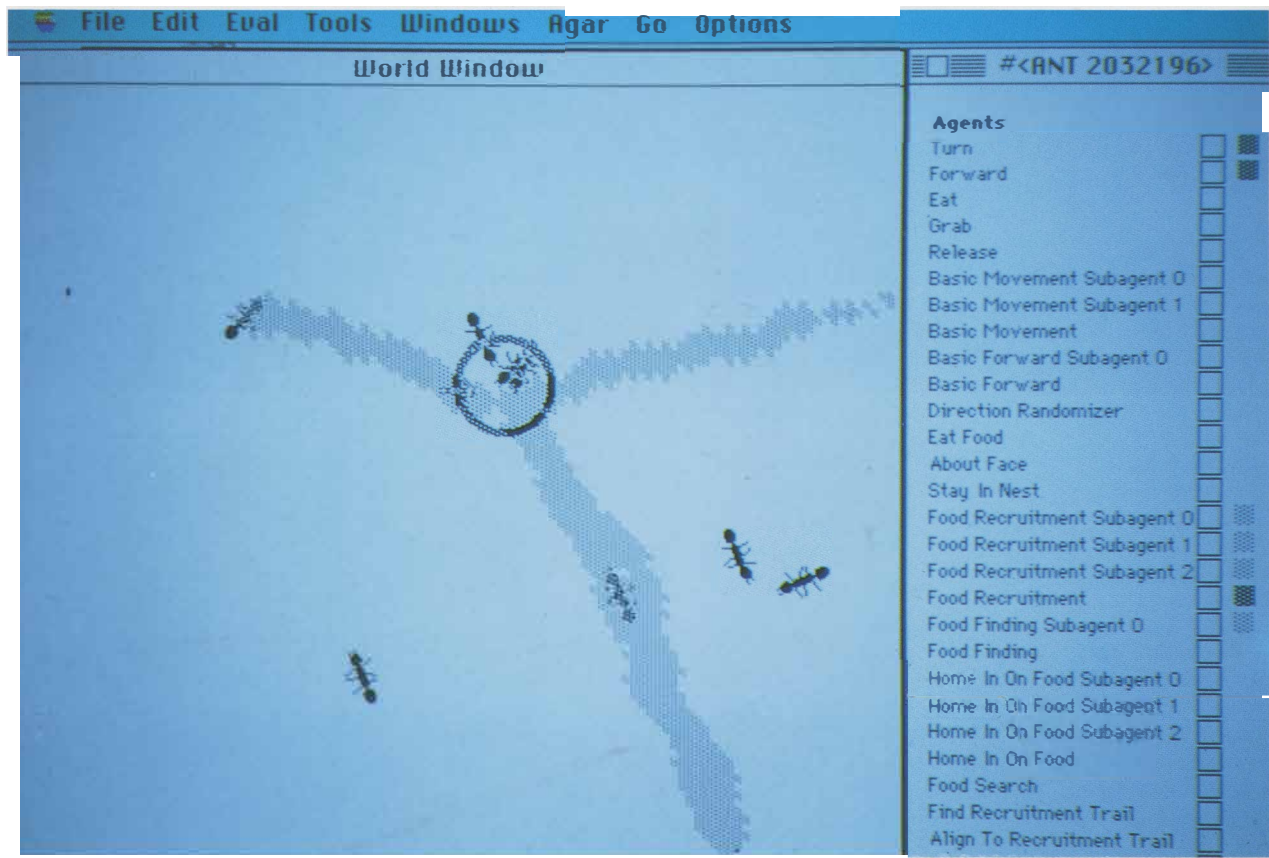 File Edit Eval Tools Windows Agar Go Options
World Window
#<ANT 2032196>
Agents
Turn
Forward
Eat
Grab
Release
Basic Movement Subagent 0
Basic Movement Subagent 1
Basic Movement
Basic Forward Subagent 0
Basic Forward
Direction Randomizer
Eat Food
About Face
Stay In Nest
Food Recruitment Subagent 0
Food Recruitment Subagent 1
Food Recruitment Subagent 2
Food Recruitment
Food Finding Subagent 0
Food Finding
Home In On Food Subagent 0
Home In On Food Subagent 1
Home In On Food Subagent 2
Home In On Food
Food Search
Find Recruitment Trail
Align To Recruitment Trail